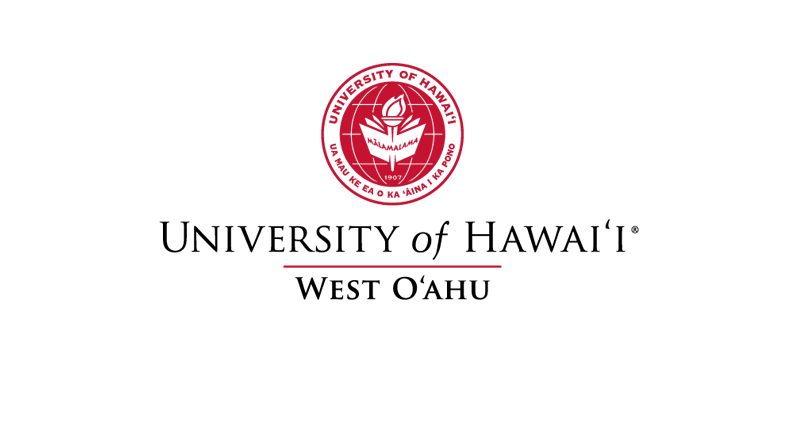 UNIVERSITY OF HAWAI‘I
MĀLAMALAMA
1907
UA MAU KE EA O KA ‘ĀINA I KA PONO
UNIVERSITY of HAWAI‘I®
WEST O‘AHU